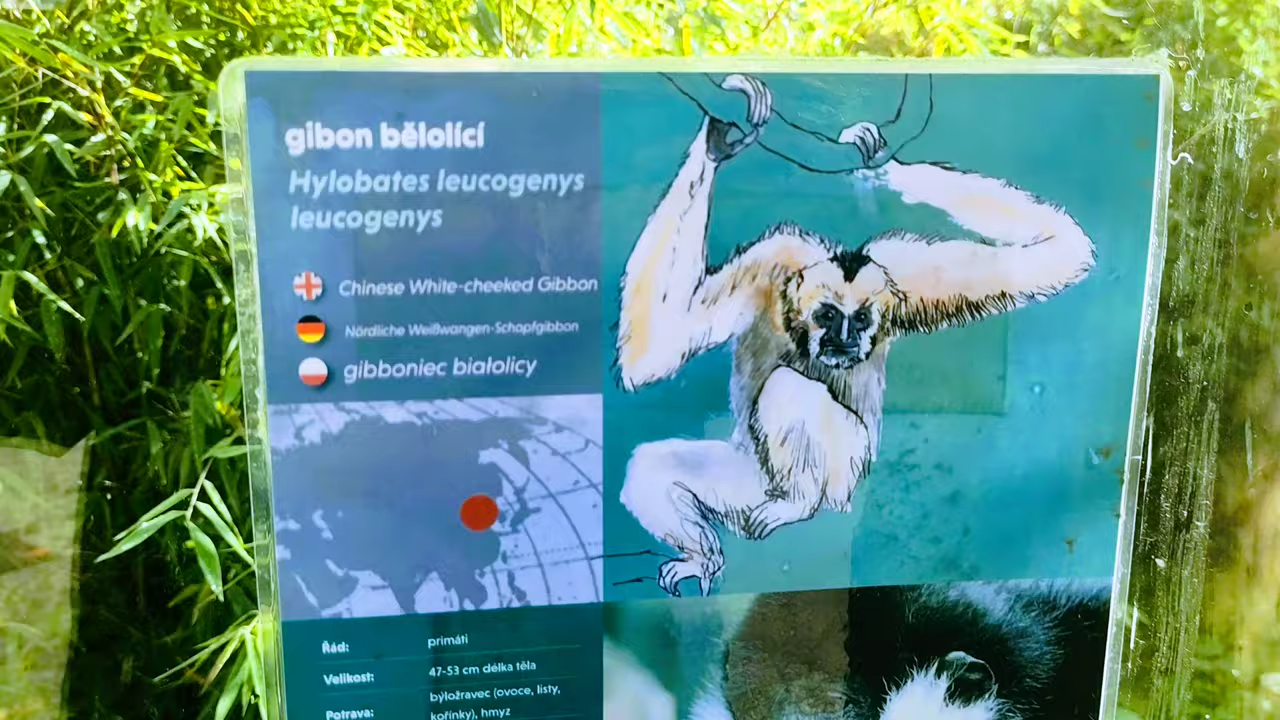 gibon bělolící
Hylobates leucogenys
leucogenys
Chinese White-cheeked Gibbon
Nördliche Weißwangen-Schopfgibbon
gibboniec białolicy
Řád: primáti
Velikost: 47-53 cm délka těla
Potrava: býložravec (ovoce, listy,
kořínky), hmyz